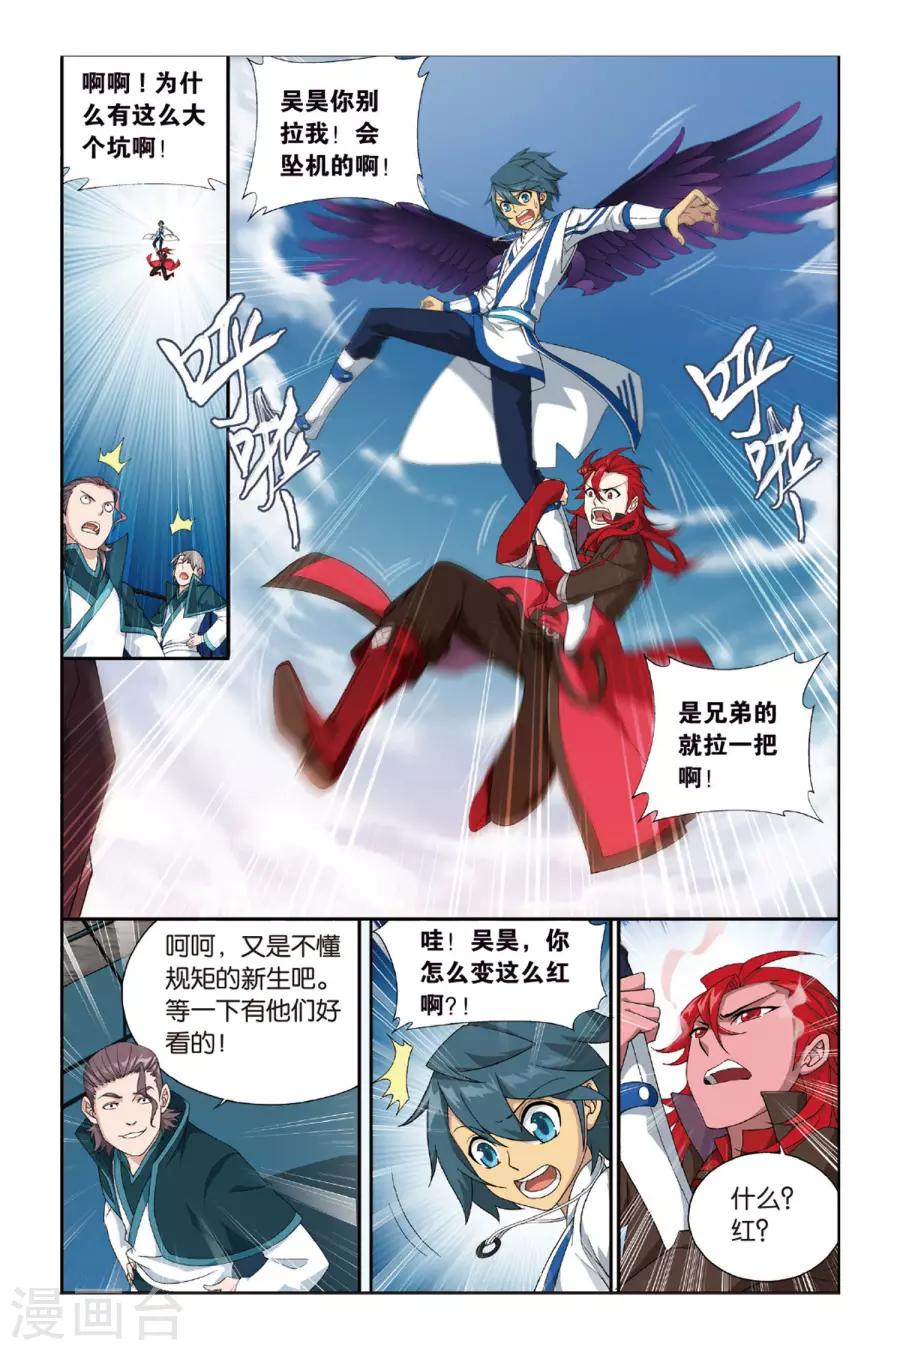 啊啊！为什
么有这么大
个坑啊！
吴昊你别
拉我！会
坠机的啊！
呼
啦
呼
啦
是兄弟的
就拉一把
啊！
呵呵，又是不懂
规矩的新生吧。
等一下有他们好
看的！
哇！吴昊，你
怎么变这么红
啊？！
什么？
红？
漫画台